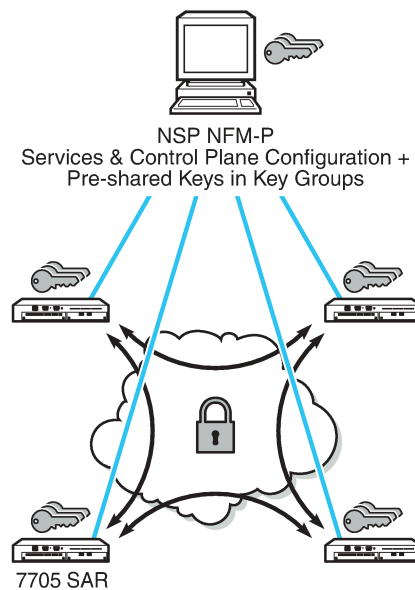 NSP NFM-P
Services & Control Plane Configuration +
Pre-shared Keys in Key Groups
7705 SAR